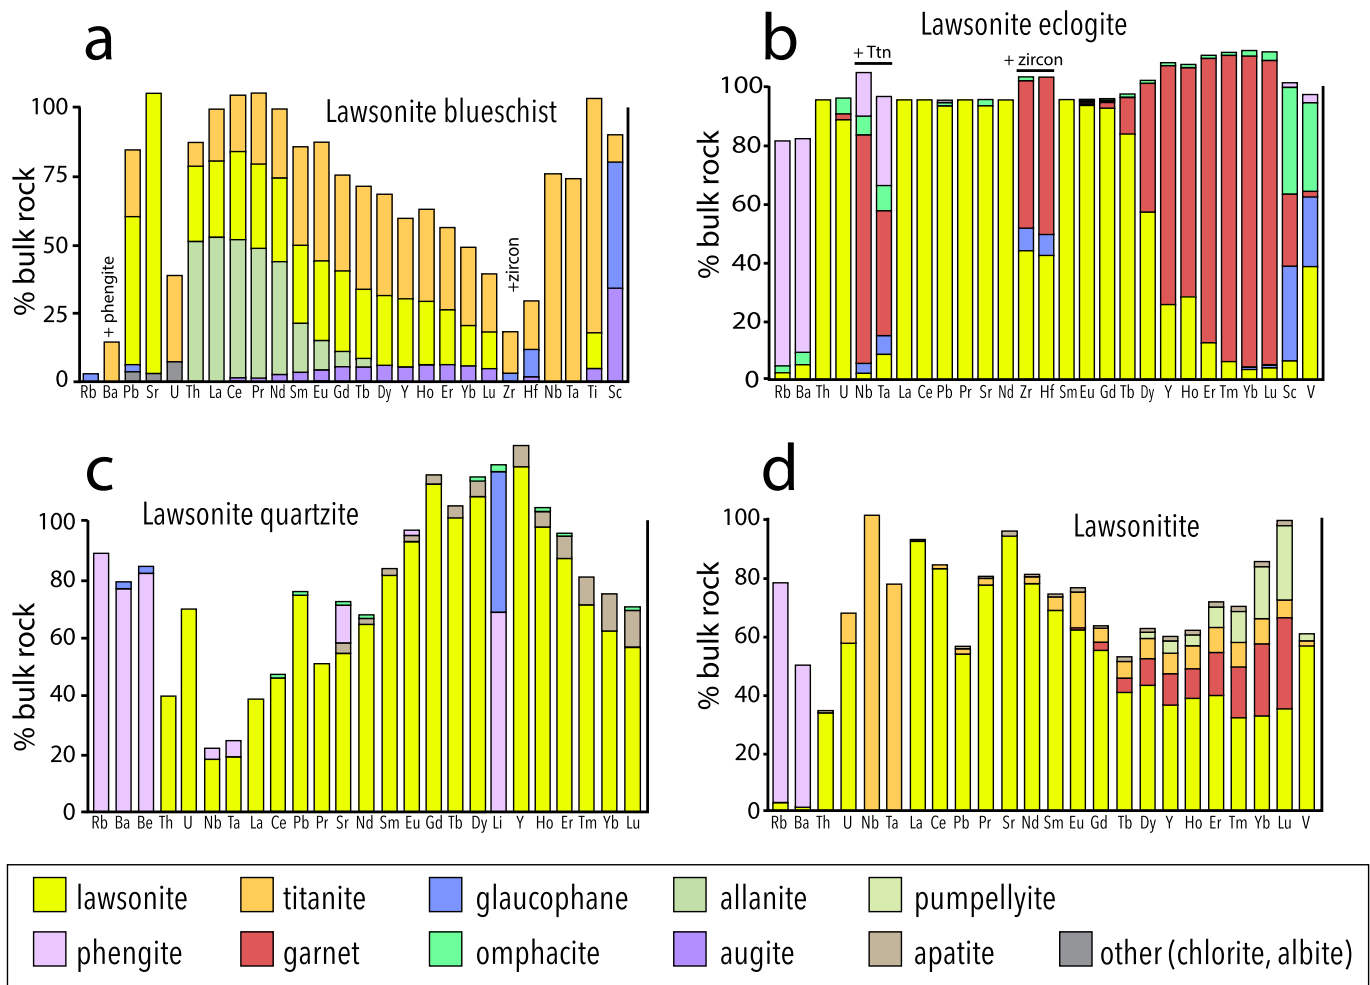 a
Lawsonite blueschist
% bulk rock
100
75
50
25
0
+ phengite
+zircon
Rb Ba Pb Sr U Th La Ce Pr Nd Sm Eu Gd Tb Dy Y Ho Er Yb Lu Zr Hf Nb Ta Ti Sc
b
Lawsonite eclogite
% bulk rock
100
80
60
40
20
0
+ Ttn
+ zircon
Rb Ba Th U Nb Ta La Ce Pb Pr Sr Nd Zr Hf Sm Eu Gd Tb Dy Y Ho Er Tm Yb Lu Sc V
c
Lawsonite quartzite
% bulk rock
100
80
60
40
20
0
Rb Ba Be Th U Nb Ta La Ce Pb Pr Sr Nd Sm Eu Gd Tb Dy Li Y Ho Er Tm Yb Lu
d
Lawsonitite
% bulk rock
100
80
60
40
20
0
Rb Ba Th U Nb Ta La Ce Pb Pr Sr Nd Sm Eu Gd Tb Dy Y Ho Er Tm Yb Lu V
lawsonite titanite glaucophane allanite pumpellyite
phengite garnet omphacite augite apatite other (chlorite, albite)